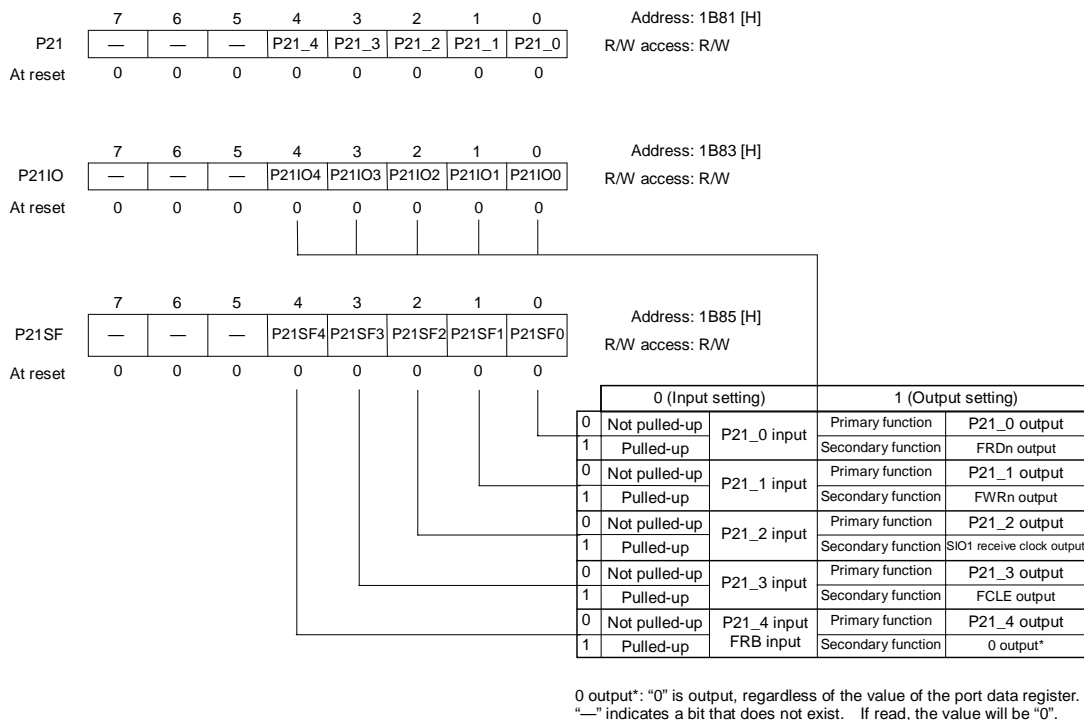 7 6 5 4 3 2 1 0 Address: 1B81 [H]
P21 — — — P21_4 P21_3 P21_2 P21_1 P21_0 R/W access: R/W
At reset 0 0 0 0 0 0 0 0
7 6 5 4 3 2 1 0 Address: 1B83 [H]
P21IO — — — P21IO4 P21IO3 P21IO2 P21IO1 P21IO0 R/W access: R/W
At reset 0 0 0 0 0 0 0 0
7 6 5 4 3 2 1 0 Address: 1B85 [H]
P21SF — — — P21SF4 P21SF3 P21SF2 P21SF1 P21SF0 R/W access: R/W
At reset 0 0 0 0 0 0 0 0
0 (Input setting) 1 (Output setting)
0 Not pulled-up P21_0 input Primary function P21_0 output
1 Pulled-up Secondary function FRDn output
0 Not pulled-up P21_1 input Primary function P21_1 output
1 Pulled-up Secondary function FWRn output
0 Not pulled-up P21_2 input Primary function P21_2 output
1 Pulled-up Secondary function SIO1 receive clock output
0 Not pulled-up P21_3 input Primary function P21_3 output
1 Pulled-up Secondary function FCLE output
0 Not pulled-up P21_4 input Primary function P21_4 output
1 Pulled-up FRB input Secondary function 0 output*
0 output*: “0” is output, regardless of the value of the port data register.
“—” indicates a bit that does not exist. If read, the value will be “0”.